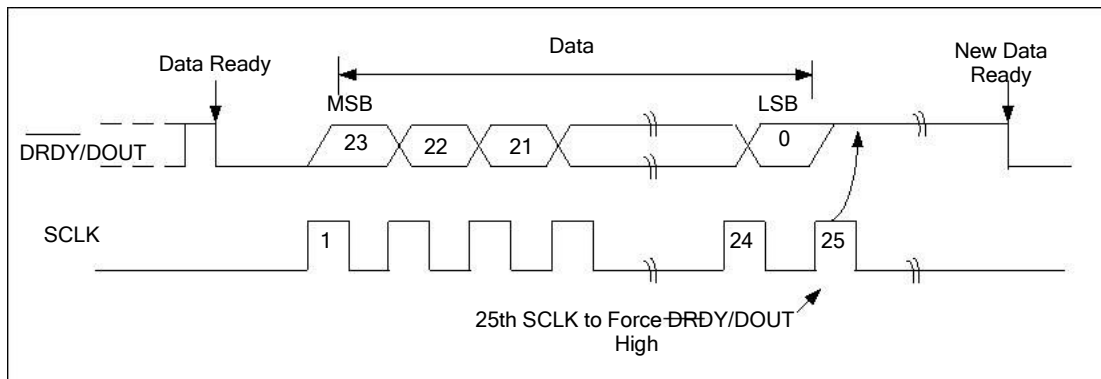 Data
Data Ready
New Data
Ready
MSB
LSB
DRDY/DOUT
23
22
21
0
SCLK
1
24
25
25th SCLK to Force DRDY/DOUT
High